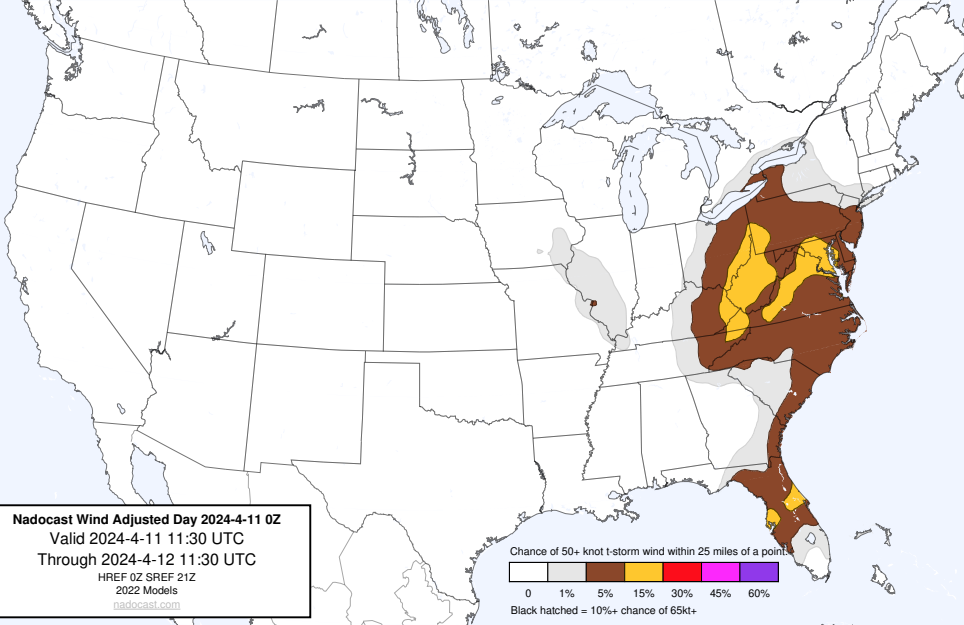 Nadocast Wind Adjusted Day 2024-4-11 0Z
Valid 2024-4-11 11:30 UTC
Through 2024-4-12 11:30 UTC
HREF 0Z SREF 21Z
2022 Models
nadocast.com
Chance of 50+ knot t-storm wind within 25 miles of a point.
0 1% 5% 15% 30% 45% 60%
Black hatched = 10%+ chance of 65kt+